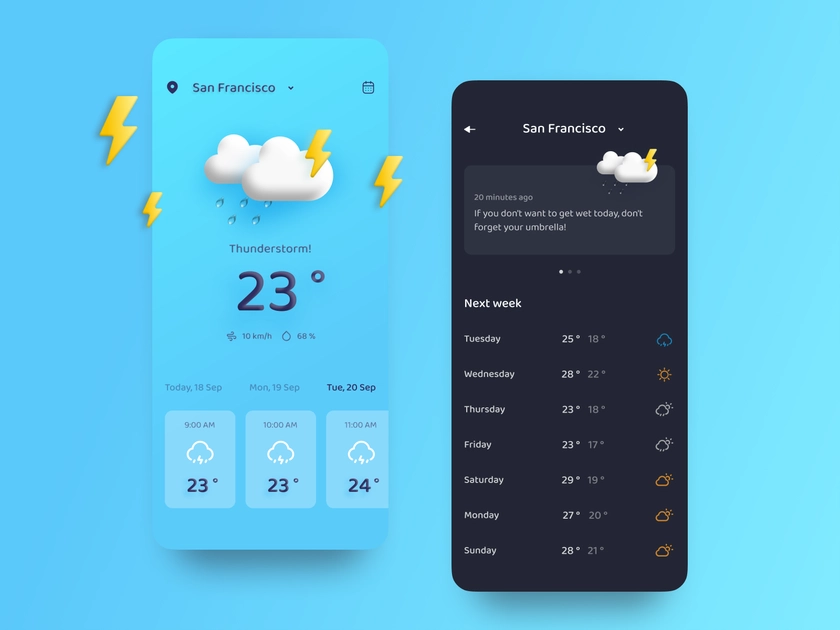 San Francisco
Thunderstorm!
23°
10 km/h 68 %
Today, 18 Sep Mon, 19 Sep Tue, 20 Sep
9:00 AM 10:00 AM 11:00 AM
23° 23° 24°
San Francisco
20 minutes ago
If you don't want to get wet today, don't
forget your umbrella!
Next week
Tuesday 25° 18°
Wednesday 28° 22°
Thursday 23° 18°
Friday 23° 17°
Saturday 29° 19°
Monday 27° 20°
Sunday 28° 21°